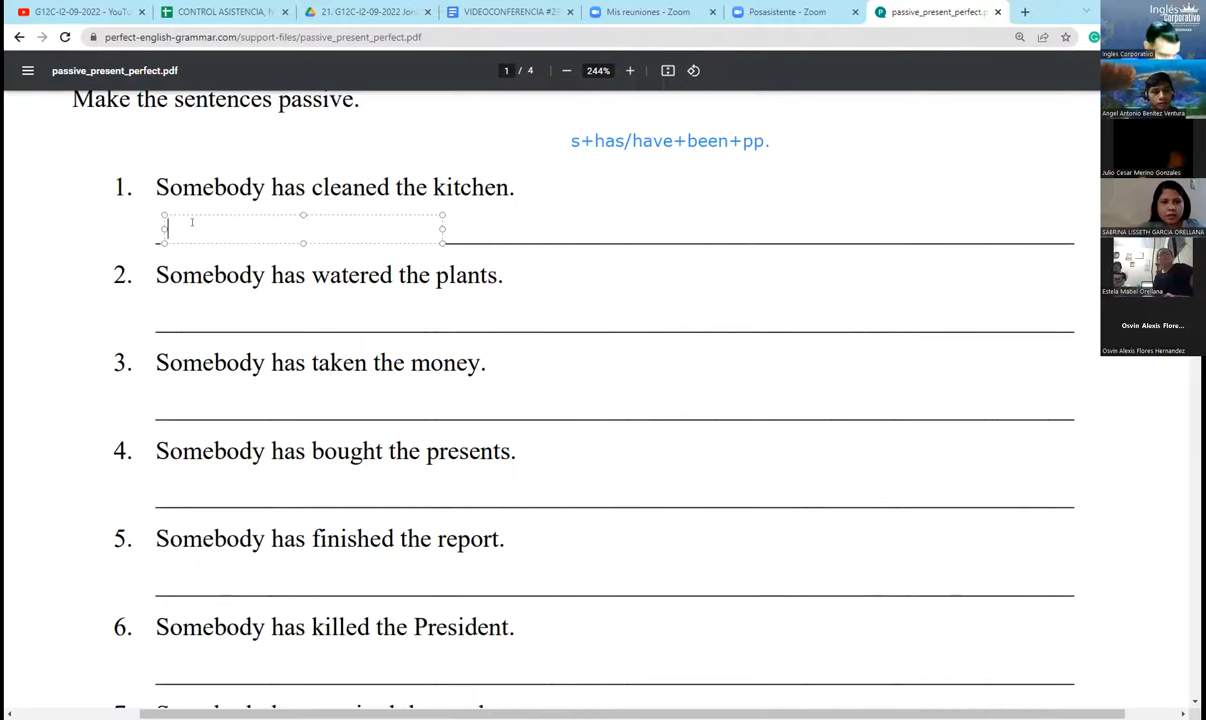 G12C-I2-09-2022 - YouTu
CONTROL ASISTENCIA,
21. G12C-I2-09-2022 Jor
VIDEOCONFERENCIA #2
Mis reuniones - Zoom
Posasistente - Zoom
passive_present_perfect.p
perfect-english-grammar.com/support-files/passive_present_perfect.pdf
passive_present_perfect.pdf
1 / 4
244%
Make the sentences passive.
s+has/have+been+pp.
1. Somebody has cleaned the kitchen.
2. Somebody has watered the plants.
3. Somebody has taken the money.
4. Somebody has bought the presents.
5. Somebody has finished the report.
6. Somebody has killed the President.
Inglés
Corporativo
Ingles Corporativo
Angel Antonio Benitez Ventura
Julio Cesar Merino Gonzales
SABRINA LISSETH GARCIA ORELLANA
Estela Mabel Orellana
Osvin Alexis Flore...
Osvin Alexis Flores Hernandez